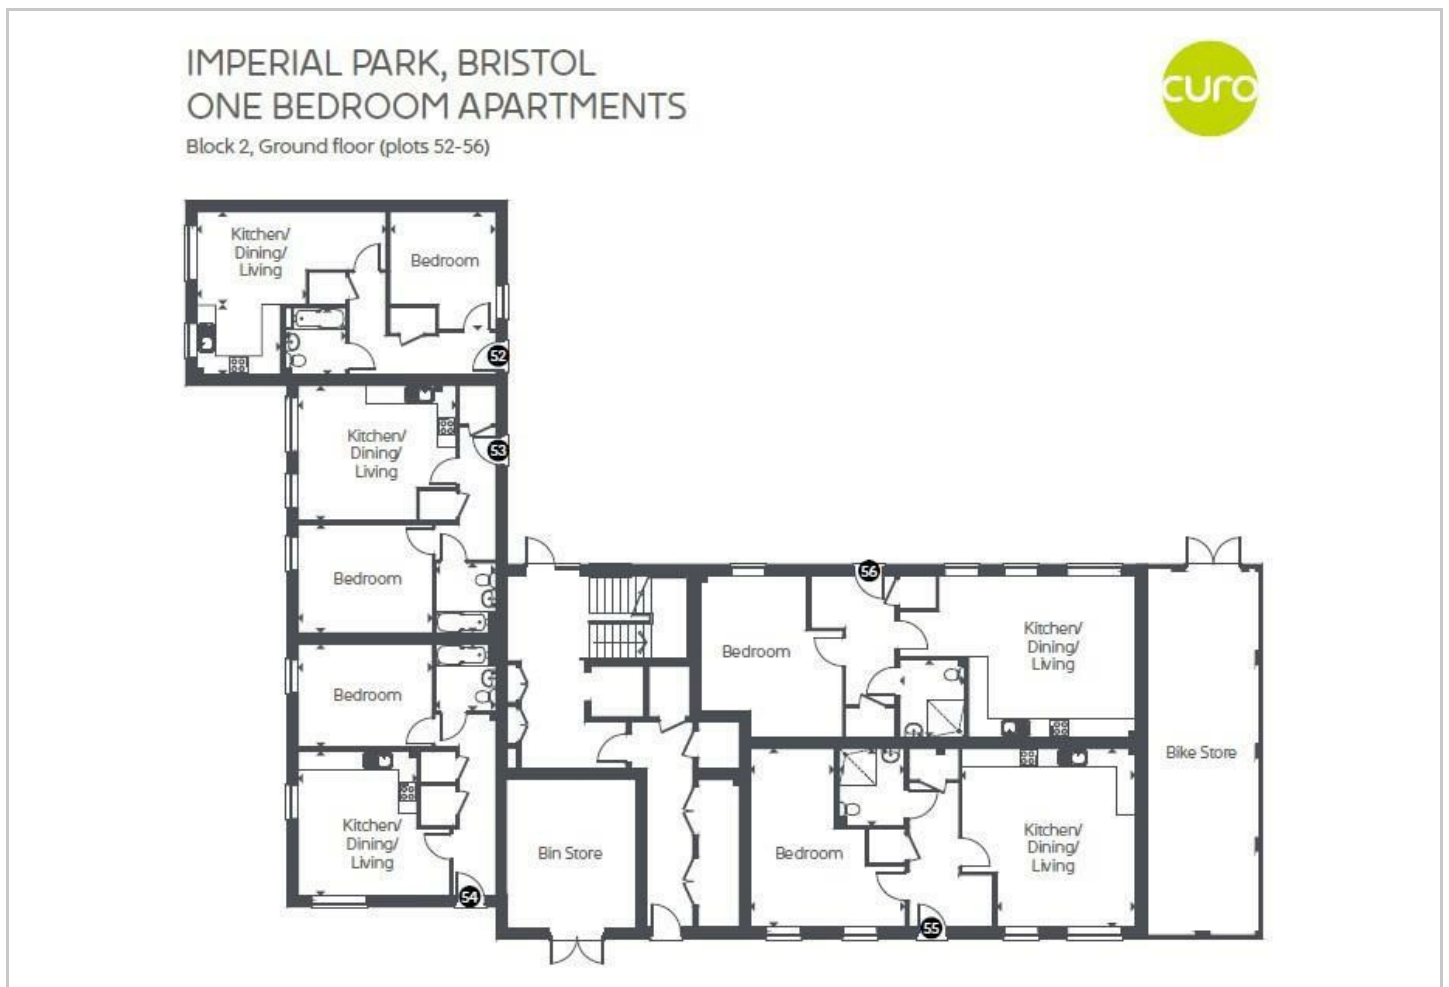 IMPERIAL PARK, BRISTOL
ONE BEDROOM APARTMENTS
Block 2, Ground floor (plots 52-56)
curo
Kitchen/
Dining/
Living
Bedroom
52
Kitchen/
Dining/
Living
53
Bedroom
Bedroom
Kitchen/
Dining/
Living
54
Bin Store
56
Bedroom
Kitchen/
Dining/
Living
Bedroom
Kitchen/
Dining/
Living
55
Bike Store